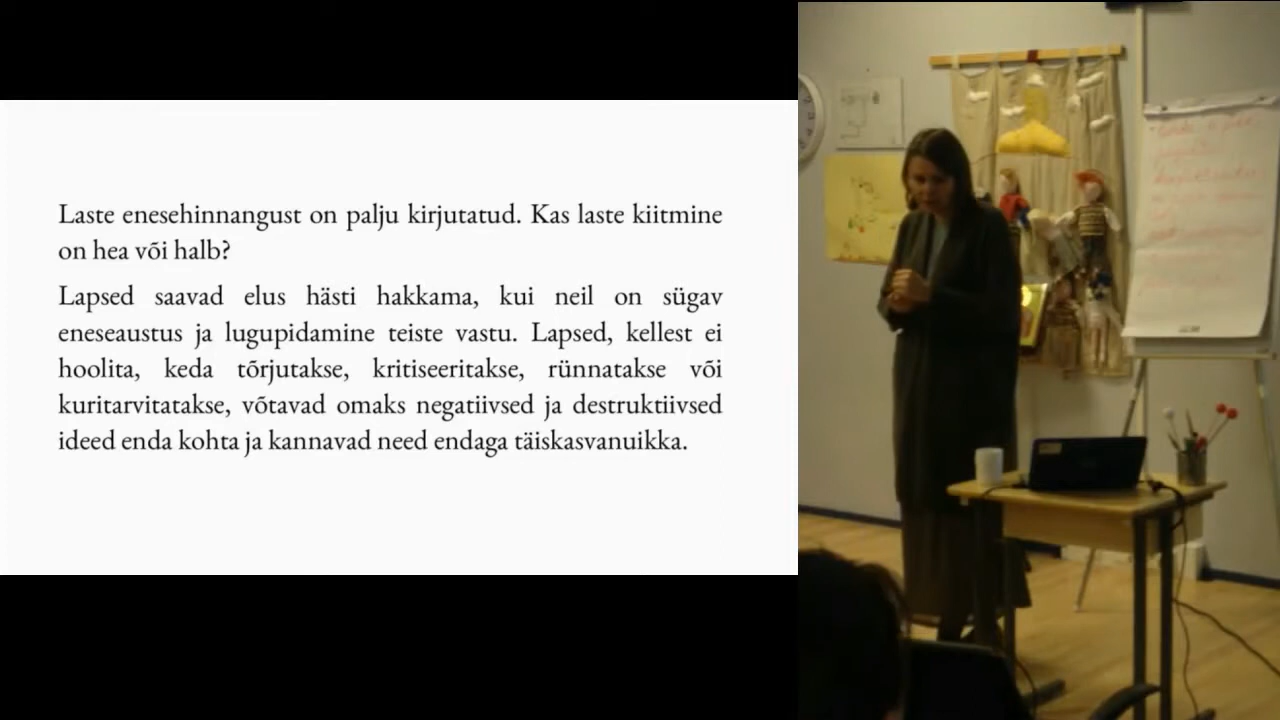 Laste enesehinnangust on palju kirjutatud. Kas laste kiitmine
on hea või halb?
Lapsed saavad elus hästi hakkama, kui neil on sügav
eneseaustus ja lugupidamine teiste vastu. Lapsed, kellest ei
hoolita, keda tõrjutakse, kritiseeritakse, rünnatakse või
kuritarvitatakse, võtavad omaks negatiivsed ja destruktiivsed
ideed enda kohta ja kannavad need endaga täiskasvanuikka.